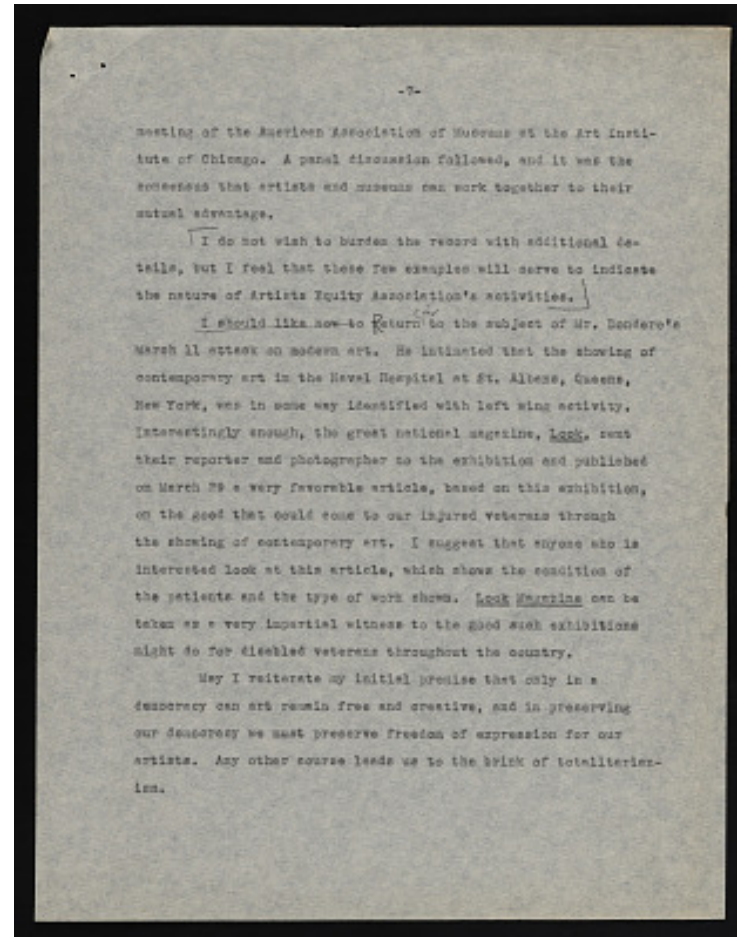 -7-
meeting of the American Association of Museums at the Art Insti-
tute of Chicago. A panel discussion followed, and it was the
consensus that artists and museums can work together to their
mutual advantage.
I do not wish to burden the record with additional de-
tails, but I feel that these few examples will serve to indicate
the nature of Artists Equity Association's activities.
I should like now to Return to the subject of Mr. Dondero's
March 11 attack on modern art. He intimated that the showing of
contemporary art in the Naval Hospital at St. Albans, Queens,
New York, was in some way identified with left wing activity.
Interestingly enough, the great national magazine, Look, sent
their reporter and photographer to the exhibition and published
on March 29 a very favorable article, based on this exhibition,
on the good that could come to our injured veterans through
the showing of contemporary art. I suggest that anyone who is
interested look at this article, which shows the condition of
the patients and the type of work shown. Look Magazine can be
taken as a very impartial witness to the good such exhibitions
might do for disabled veterans throughout the country.
May I reiterate my initial premise that only in a
democracy can art remain free and creative, and in preserving
our democracy we must preserve freedom of expression for our
artists. Any other course leads us to the brink of totaliterian-
ism.